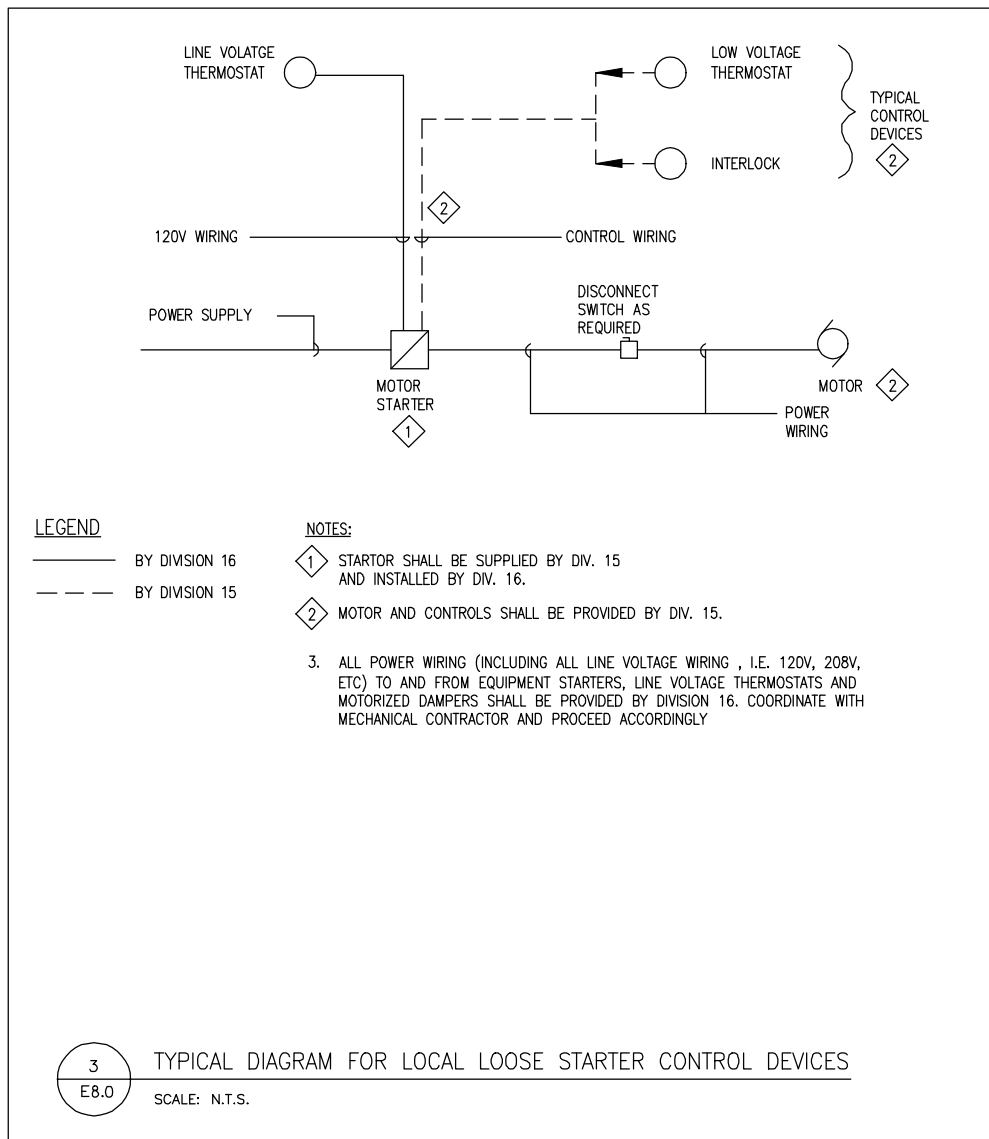 LINE VOLATGE
THERMOSTAT
LOW VOLTAGE
THERMOSTAT
TYPICAL
CONTROL
DEVICES
2
INTERLOCK
2
120V WIRING
CONTROL WIRING
POWER SUPPLY
DISCONNECT
SWITCH AS
REQUIRED
MOTOR
STARTER
1
MOTOR 2
POWER
WIRING
LEGEND
BY DIVISION 16
BY DIVISION 15
NOTES:
1 STARTOR SHALL BE SUPPLIED BY DIV. 15
AND INSTALLED BY DIV. 16.
2 MOTOR AND CONTROLS SHALL BE PROVIDED BY DIV. 15.
3. ALL POWER WIRING (INCLUDING ALL LINE VOLTAGE WIRING , I.E. 120V, 208V,
ETC) TO AND FROM EQUIPMENT STARTERS, LINE VOLTAGE THERMOSTATS AND
MOTORIZED DAMPERS SHALL BE PROVIDED BY DIVISION 16. COORDINATE WITH
MECHANICAL CONTRACTOR AND PROCEED ACCORDINGLY
3
E8.0
TYPICAL DIAGRAM FOR LOCAL LOOSE STARTER CONTROL DEVICES
SCALE: N.T.S.